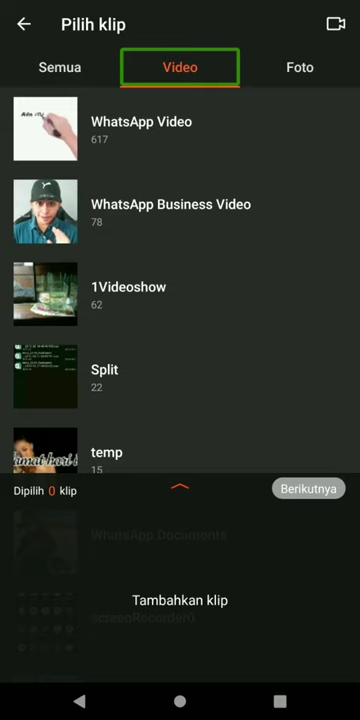 Pilih klip
Semua
Video
Foto
WhatsApp Video
617
WhatsApp Business Video
78
1Videoshow
62
Split
22
temp
15
Dipilih 0 klip
Berikutnya
WhatsApp Documents
Tambahkan klip
screenRecorder0